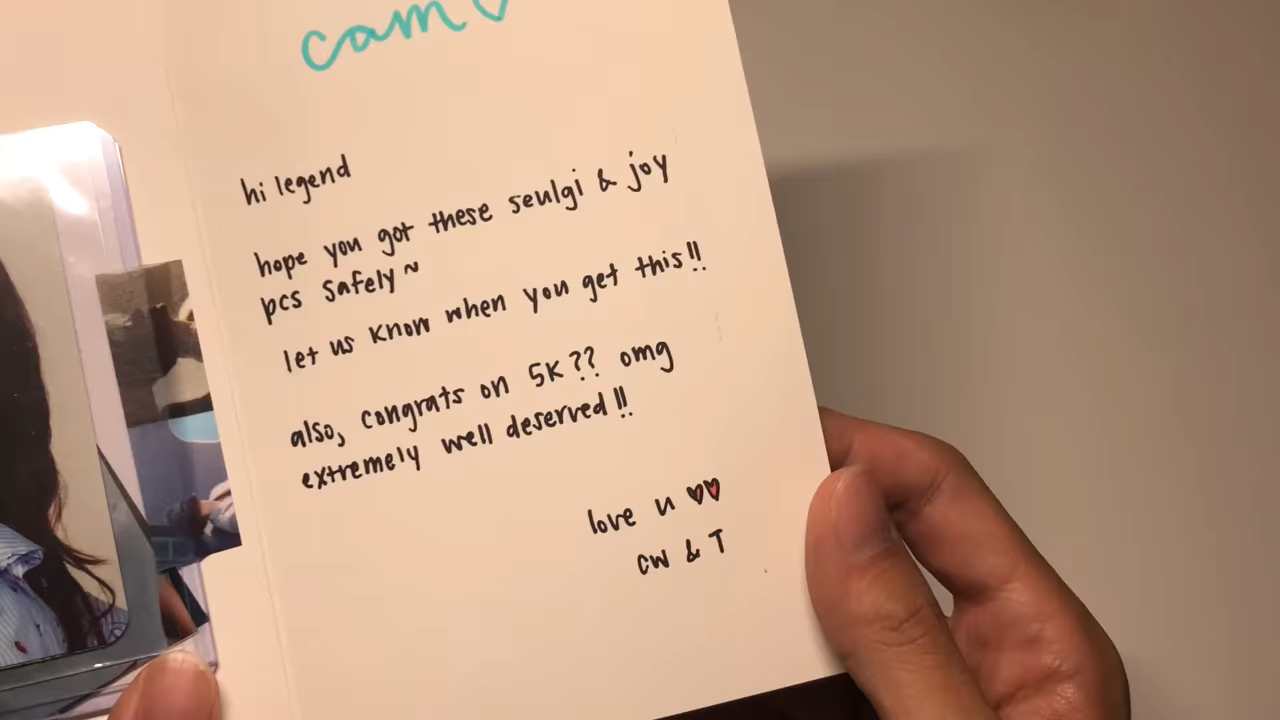 cam♡
hi legend
hope you got these seulgi & joy
pcs safely~
let us know when you get this!!
also, congrats on 5K?? omg
extremely well deserved!!
love u ♡♡
cw & T